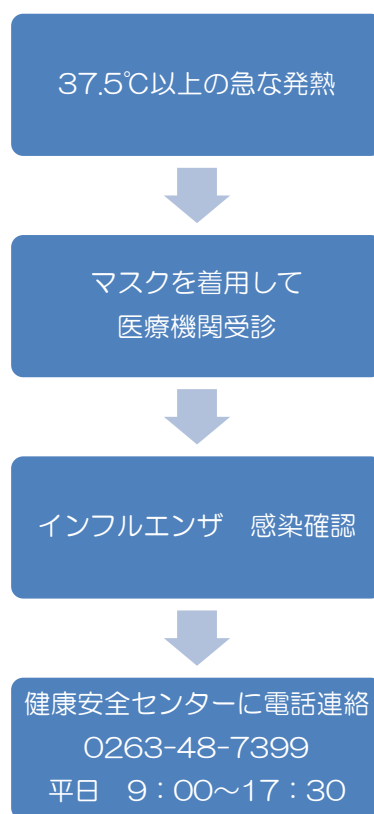 37.5℃以上の急な発熱
マスクを着用して
医療機関受診
インフルエンザ　感染確認
健康安全センターに電話連絡
0263-48-7399
平日　9：00～17：30